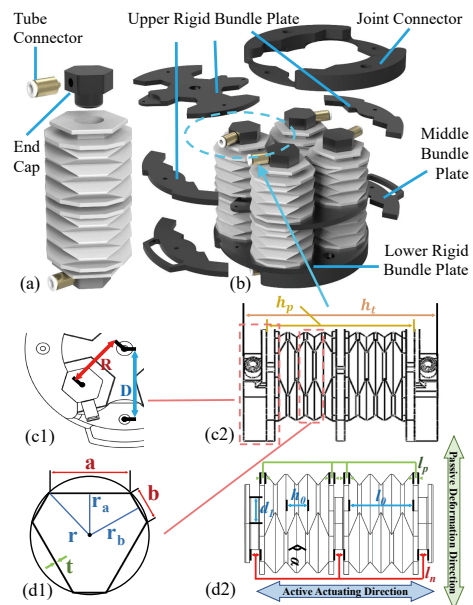 Tube
Connector
Upper Rigid Bundle Plate
Joint Connector
End
Cap
Middle
Bundle
Plate
Lower Rigid
Bundle Plate
(a)
(b)
R
D
(c1)
h_p
h_t
(c2)
a
b
r_a
r
r_b
t
(d1)
l_p
h_0
l_0
d_1
α
l_n
(d2)
Active Actuating Direction
Passive Deformation Direction